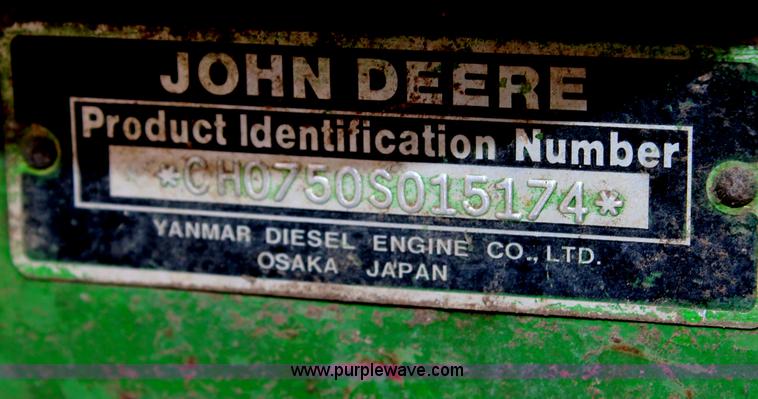 JOHN DEERE
Product Identification Number
*CH0750S015174*
YANMAR DIESEL ENGINE CO., LTD.
OSAKA JAPAN
www.purplewave.com